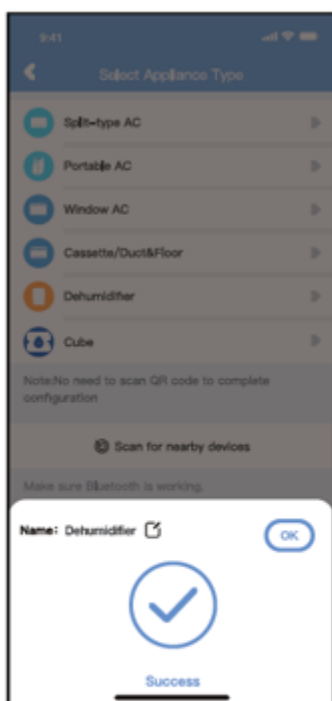 9:41
Select Appliance Type
Split-type AC
Portable AC
Window AC
Cassette/Duct&Floor
Dehumidifier
Cube
Note:No need to scan QR code to complete
configuration
Scan for nearby devices
Make sure Bluetooth is working.
Name: Dehumidifier
OK
Success